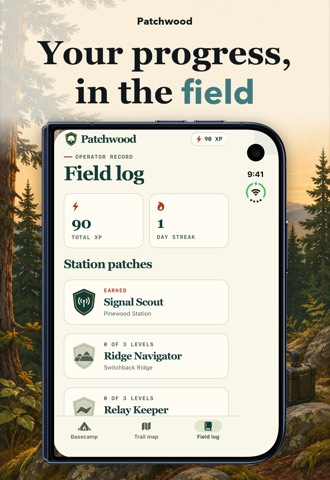 Patchwood
Your progress,
in the field
Patchwood
90 XP
9:41
OPERATOR RECORD
Field log
90
TOTAL XP
1
DAY STREAK
Station patches
EARNED
Signal Scout
Pinewood Station
0 OF 3 LEVELS
Ridge Navigator
Switchback Ridge
0 OF 3 LEVELS
Relay Keeper
Basecamp
Trail map
Field log